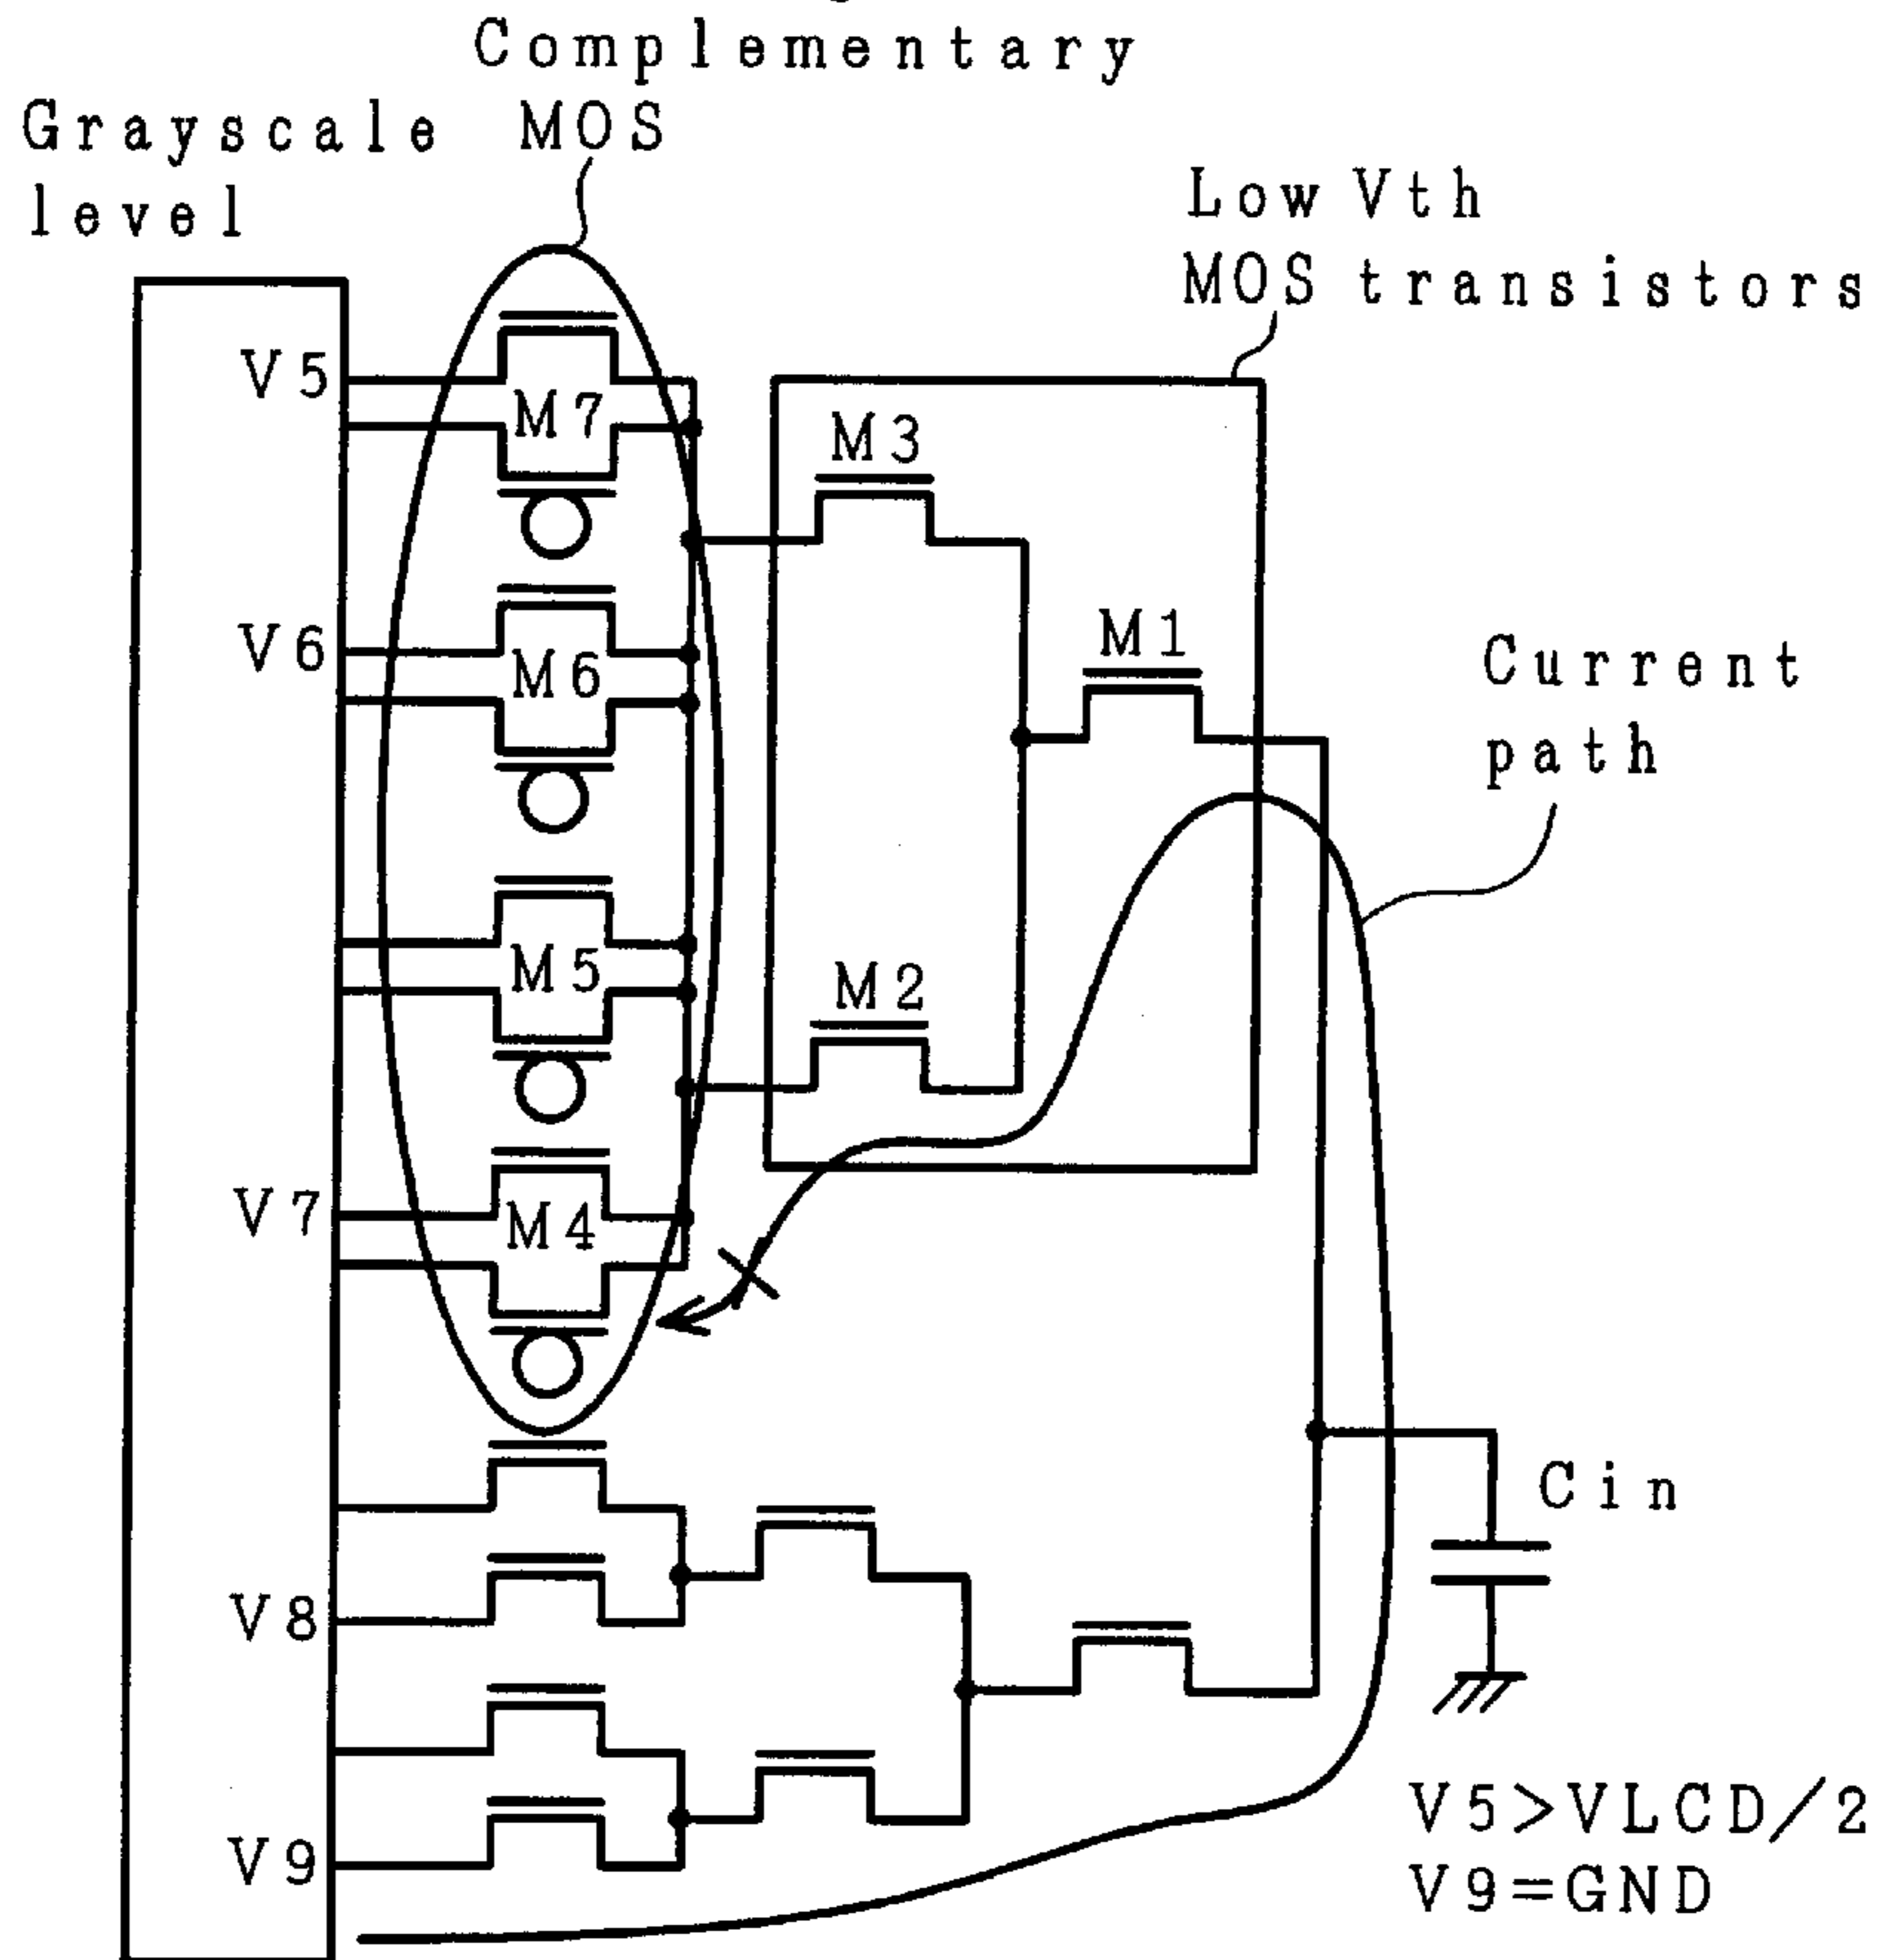 Complementary
MOS
Grayscale
level
Low Vth
MOS transistors
V5
M7
M3
V6
M6
M1
Current
path
M5
M2
V7
M4
Cin
V8
V9
V5>VLCD/2
V9=GND